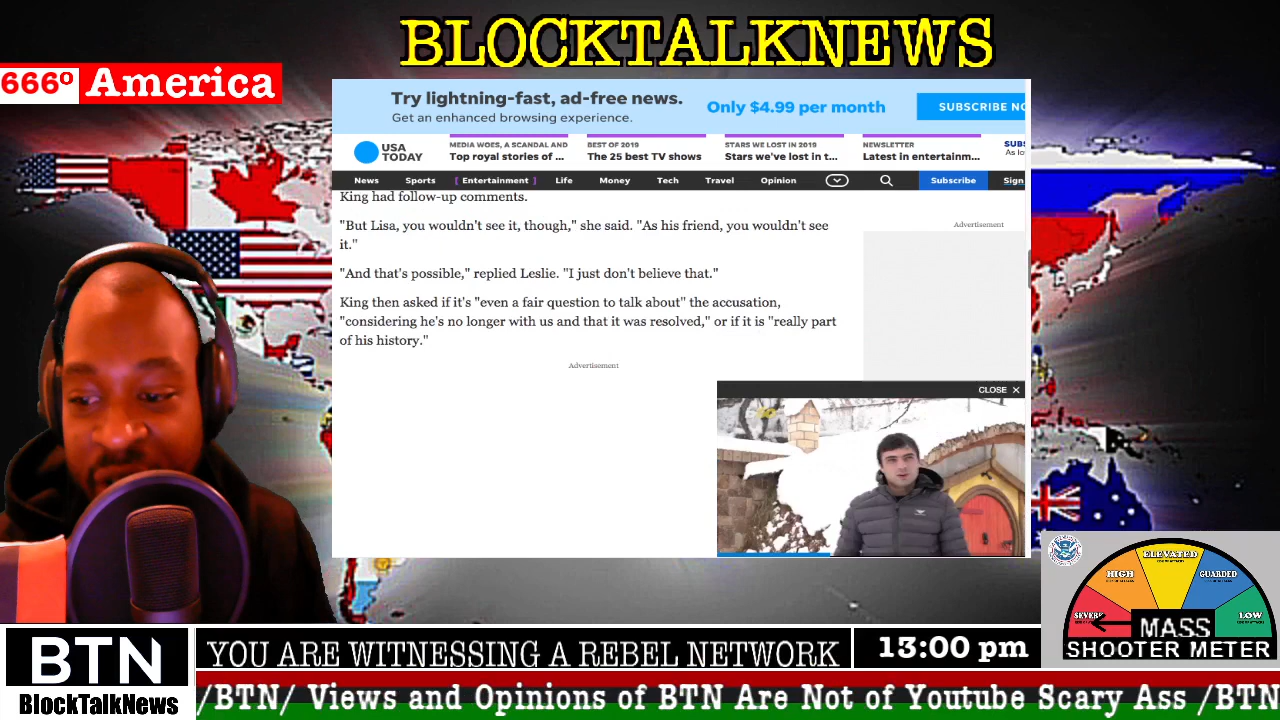 BLOCKTALKNEWS
666º America
Try lightning-fast, ad-free news.
Get an enhanced browsing experience.
Only $4.99 per month
SUBSCRIBE
USA TODAY
MEDIA WOES, A SCANDAL AND
Top royal stories of ...
BEST OF 2019
The 25 best TV shows
STARS WE LOST IN 2019
Stars we've lost in t...
NEWSLETTER
Latest in entertainm...
News Sports [ Entertainment ] Life Money Tech Travel Opinion Subscribe Sign
King had follow-up comments.
"But Lisa, you wouldn't see it, though," she said. "As his friend, you wouldn't see
it."
"And that's possible," replied Leslie. "I just don't believe that."
King then asked if it's "even a fair question to talk about" the accusation,
"considering he's no longer with us and that it was resolved," or if it is "really part
of his history."
Advertisement
Advertisement
CLOSE X
SEVERE
HIGH
ELEVATED
GUARDED
LOW
MASS
SHOOTER METER
BTN
BlockTalkNews
YOU ARE WITNESSING A REBEL NETWORK
13:00 pm
/BTN/ Views and Opinions of BTN Are Not of Youtube Scary Ass /BTN